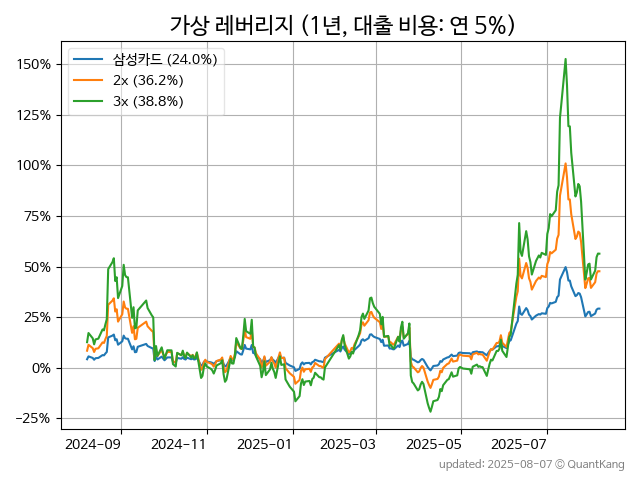 가상 레버리지 (1년, 대출 비용: 연 5%)
삼성카드 (24.0%)
2x (36.2%)
3x (38.8%)
150%
125%
100%
75%
50%
25%
0%
−25%
2024-09 2024-11 2025-01 2025-03 2025-05 2025-07
updated: 2025-08-07 © QuantKang